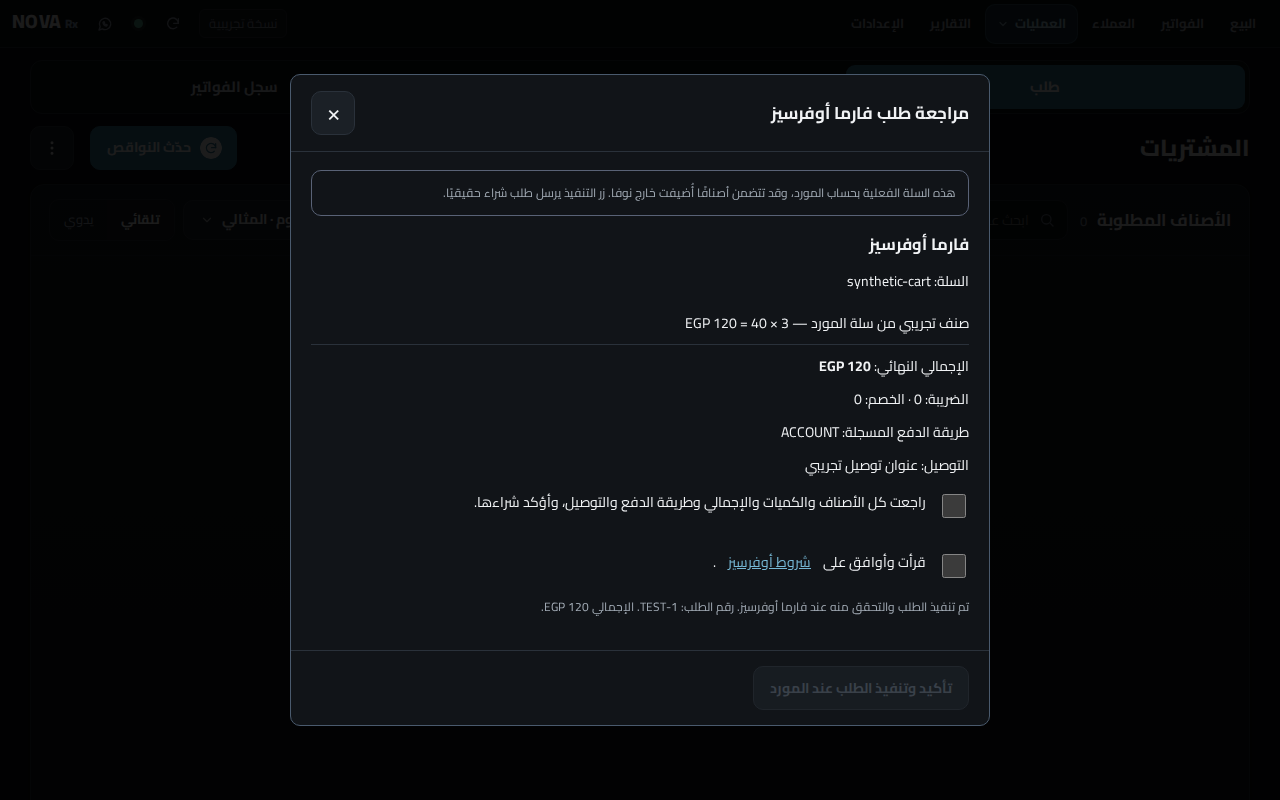 البيع
الفواتير
العملاء
العمليات
التقارير
الإعدادات
نسخة تجريبية
NOVA Rx
طلب
سجل الفواتير
المشتريات
حدّث النواقص
الأصناف المطلوبة
0
تلقائي
يدوي
مراجعة طلب فارما أوفرسيز
×
هذه السلة الفعلية بحساب المورد، وقد تتضمن أصنافًا أُضيفت خارج نوفا. زر التنفيذ يرسل طلب شراء حقيقيًا.
فارما أوفرسيز
السلة: synthetic-cart
صنف تجريبي من سلة المورد — 3 × 40 = 120 EGP
الإجمالي النهائي: 120 EGP
الضريبة: 0 · الخصم: 0
طريقة الدفع المسجلة: ACCOUNT
التوصيل: عنوان توصيل تجريبي
راجعت كل الأصناف والكميات والإجمالي وطريقة الدفع والتوصيل، وأؤكد شراءها.
قرأت وأوافق على شروط أوفرسيز .
تم تنفيذ الطلب والتحقق منه عند فارما أوفرسيز. رقم الطلب: TEST-1. الإجمالي 120 EGP.
تأكيد وتنفيذ الطلب عند المورد